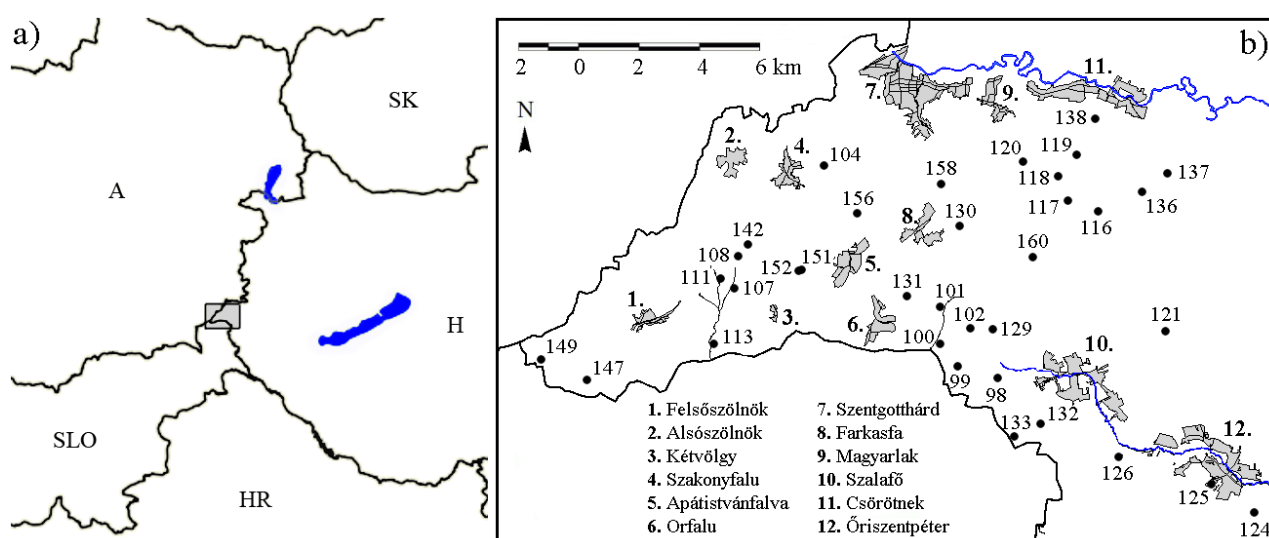 a)
SK
A
H
SLO
HR
b)
2 0 2 4 6 km
N
11.
7.
9.
138
2.
4.
104
120
119
158
118
137
156
117
136
8.
130
116
142
160
108
151
152
5.
111
107
131
101
1.
3.
6.
102
129
121
100
113
10.
149
99
147
98
132
133
12.
126
125
124
1. Felsőszölnök
2. Alsószölnök
3. Kétvölgy
4. Szakonyfalu
5. Apátistvánfalva
6. Orfalu
7. Szentgotthárd
8. Farkasfa
9. Magyarlak
10. Szalafő
11. Csörötnek
12. Őriszentpéter